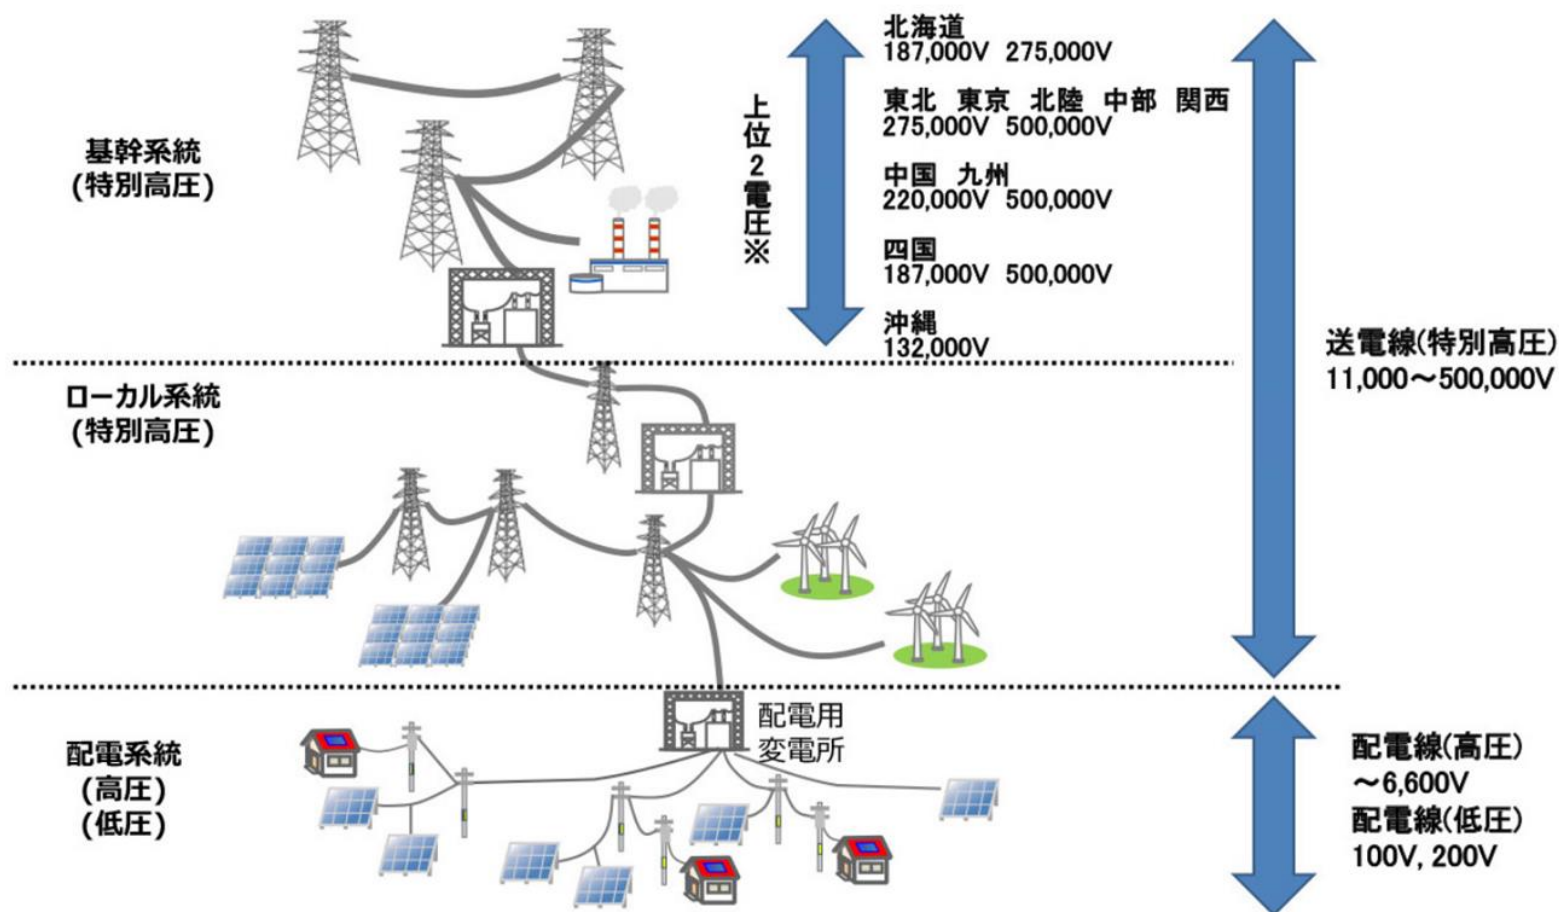 基幹系統
(特別高圧)
上位2電圧※
北海道
187,000V 275,000V
東北 東京 北陸 中部 関西
275,000V 500,000V
中国 九州
220,000V 500,000V
四国
187,000V 500,000V
沖縄
132,000V
送電線(特別高圧)
11,000～500,000V
ローカル系統
(特別高圧)
配電系統
(高圧)
(低圧)
配電用
変電所
配電線(高圧)
～6,600V
配電線(低圧)
100V, 200V